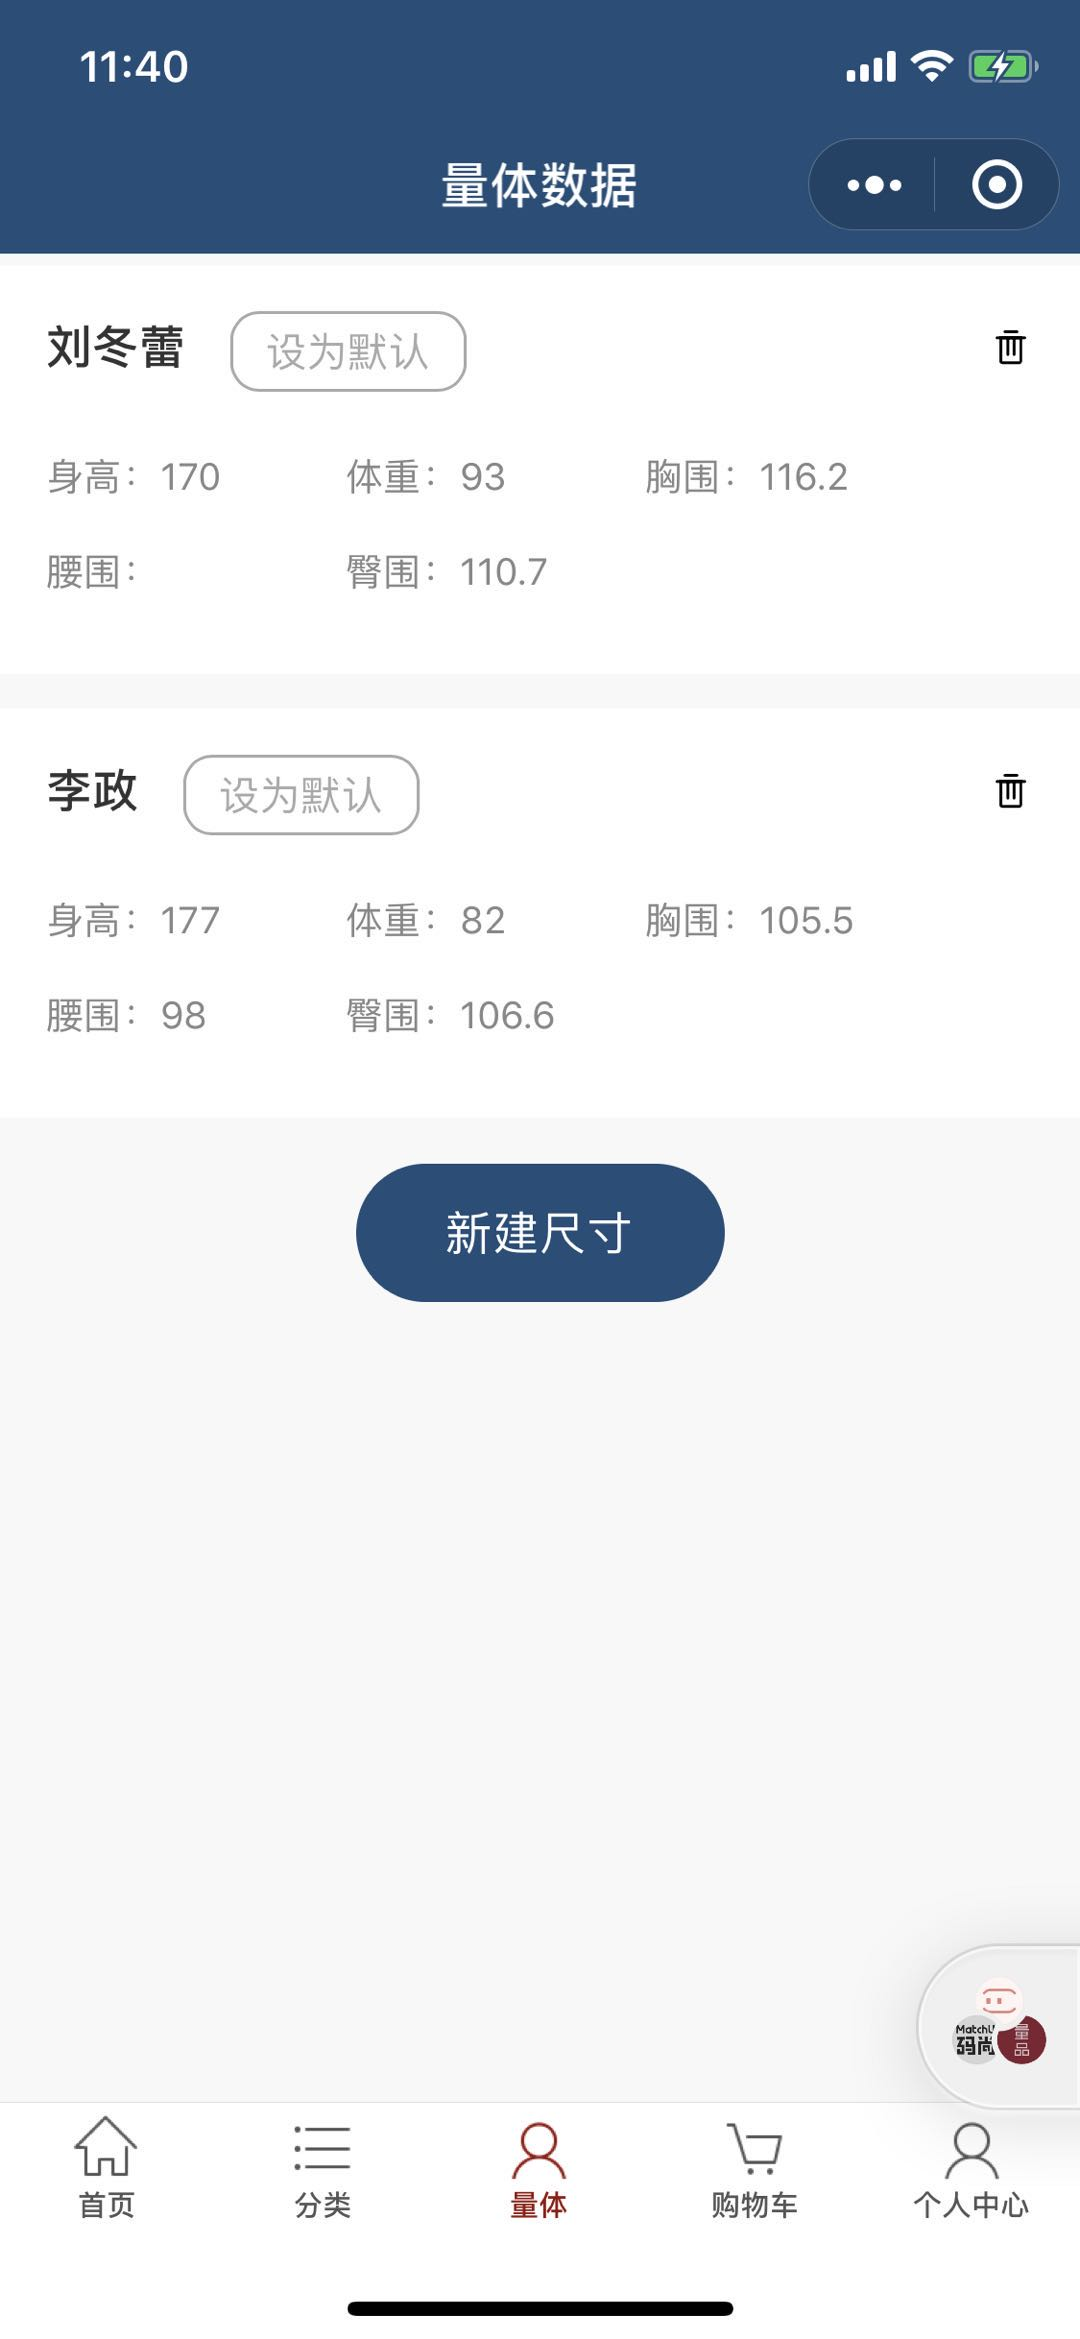 11:40
量体数据
刘冬蕾 设为默认
身高：170 体重：93 胸围：116.2
腰围： 臀围：110.7
李政 设为默认
身高：177 体重：82 胸围：105.5
腰围：98 臀围：106.6
新建尺寸
MatchU
码尚
量品
首页 分类 量体 购物车 个人中心